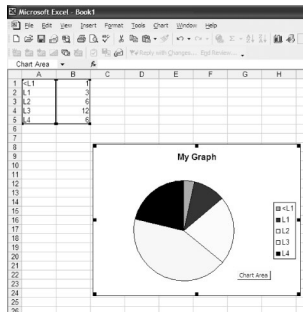 Microsoft Excel - Book1
File Edit View Insert Format Tools Chart Window Help
Reply with Changes... End Review...
Chart Area fx
A B C D E F G H
1 <L1 1
2 L1 3
3 L2 6
4 L3 12
5 L4 6
6
7
8
9 My Graph
10
11
12
13
14 <L1
15 L1
16 L2
17 L3
18 L4
19
20
21
22 Chart Area
23
24
25
26